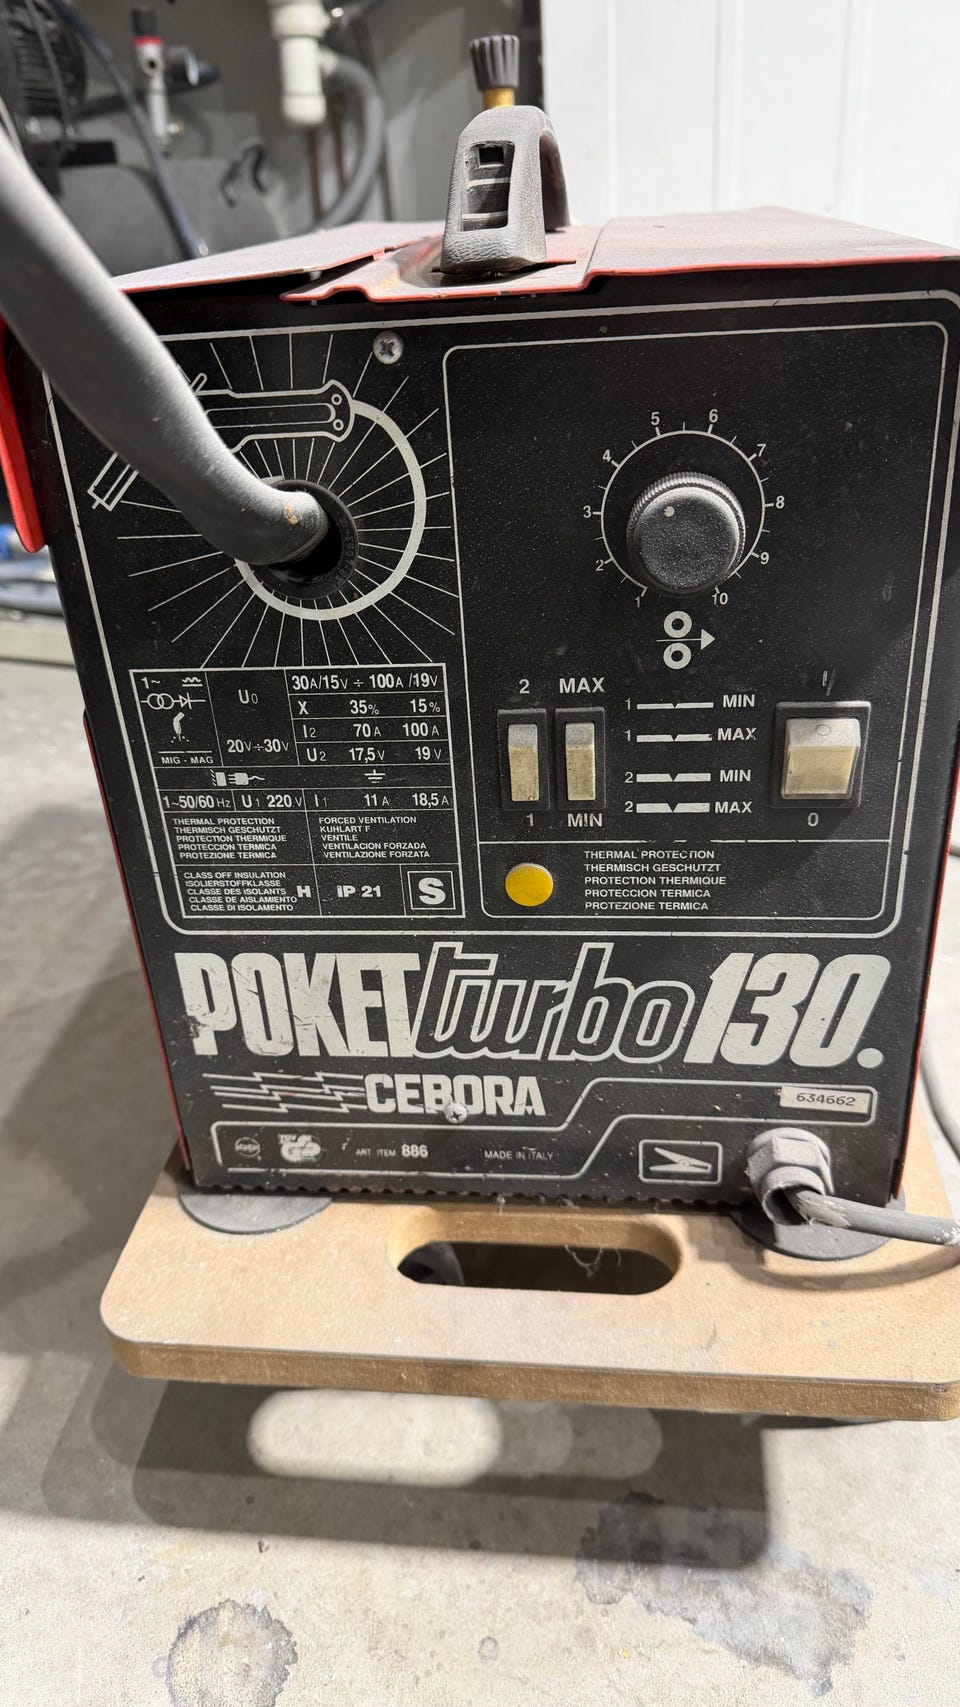 5 6
4 7
3 8
2 9
1 10
2 MAX
1 MIN
1 MIN
1 MAX
2 MIN
2 MAX
I
0
1~
U0
20V÷30V
MIG - MAG
30A/15V ÷ 100A /19V
X 35% 15%
I2 70A 100A
U2 17,5V 19V
1~50/60 Hz U1 220V I1 11A 18,5A
THERMAL PROTECTION
THERMISCH GESCHUTZT
PROTECTION THERMIQUE
PROTECCION TERMICA
PROTEZIONE TERMICA
FORCED VENTILATION
KUHLART F
VENTILE
VENTILACION FORZADA
VENTILAZIONE FORZATA
CLASS OFF INSULATION
ISOLIERSTOFFKLASSE
CLASSE DES ISOLANTS
CLASSE DE AISLAMIENTO
CLASSE DI ISOLAMENTO
H
IP 21
S
THERMAL PROTECTION
THERMISCH GESCHUTZT
PROTECTION THERMIQUE
PROTECCION TERMICA
PROTEZIONE TERMICA
POKET turbo 130.
CEBORA
634662
ART ITEM 886 MADE IN ITALY